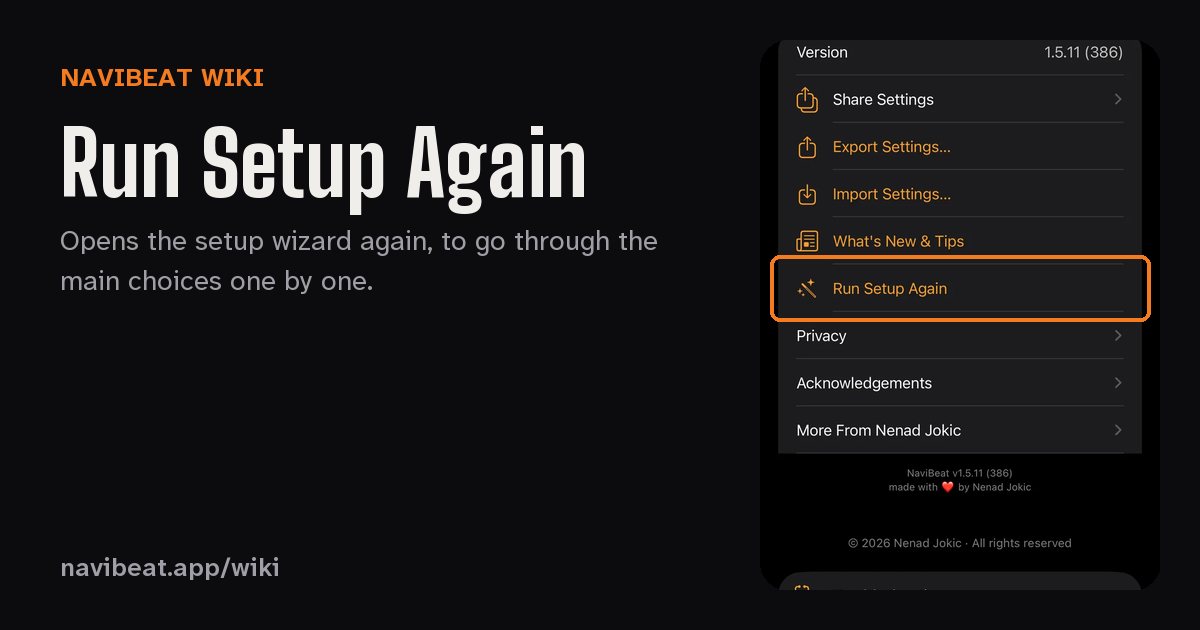 NAVIBEAT WIKI
Run Setup Again
Opens the setup wizard again, to go through the
main choices one by one.
navibeat.app/wiki
Version 1.5.11 (386)
Share Settings
Export Settings...
Import Settings...
What's New & Tips
Run Setup Again
Privacy
Acknowledgements
More From Nenad Jokic
NaviBeat v1.5.11 (386)
made with ❤️ by Nenad Jokic
© 2026 Nenad Jokic · All rights reserved